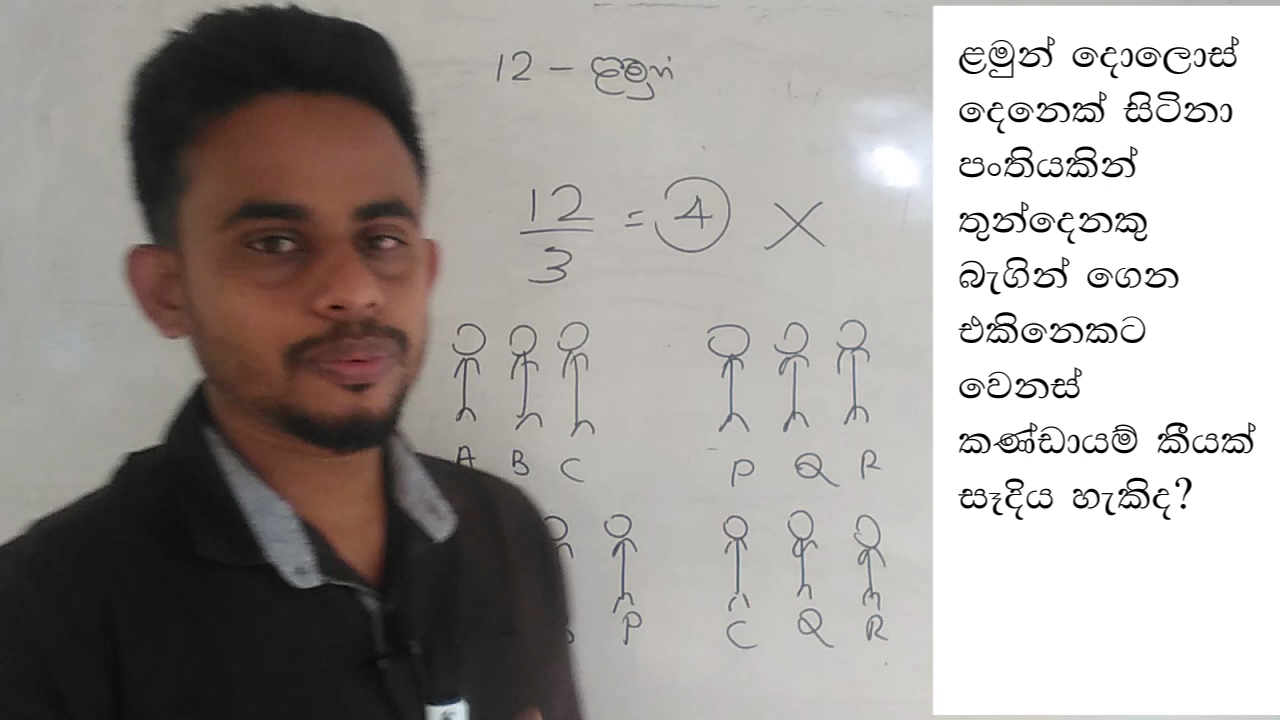 12 – ළමුන්
12
3
= 4 ×
A B C P Q R
P C Q R
ළමුන් දොලොස්
දෙනෙක් සිටිනා
පංතියකින්
තුන්දෙනකු
බැගින් ගෙන
එකිනෙකට
වෙනස්
කණ්ඩායම් කීයක්
සෑදිය හැකිද?